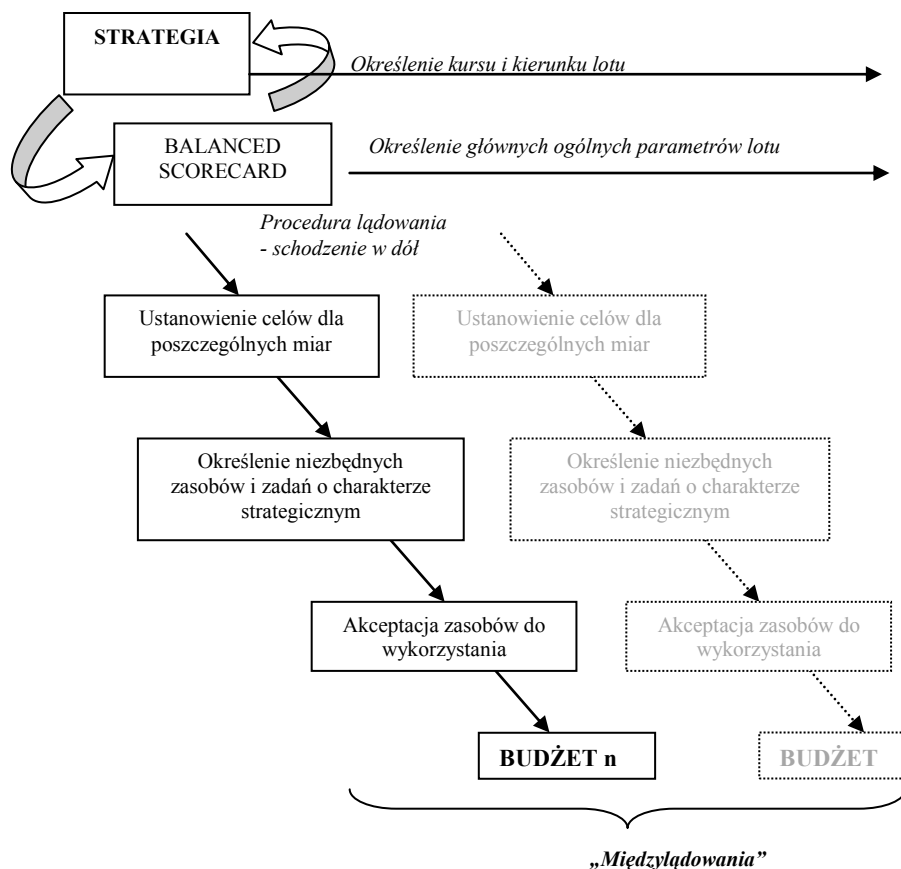 STRATEGIA
Określenie kursu i kierunku lotu
BALANCED
SCORECARD
Określenie głównych ogólnych parametrów lotu
Procedura lądowania
- schodzenie w dół
Ustanowienie celów dla
poszczególnych miar
Ustanowienie celów dla
poszczególnych miar
Określenie niezbędnych
zasobów i zadań o charakterze
strategicznym
Określenie niezbędnych
zasobów i zadań o charakterze
strategicznym
Akceptacja zasobów do
wykorzystania
Akceptacja zasobów do
wykorzystania
BUDŻET n
BUDŻET
„Międzylądowania”